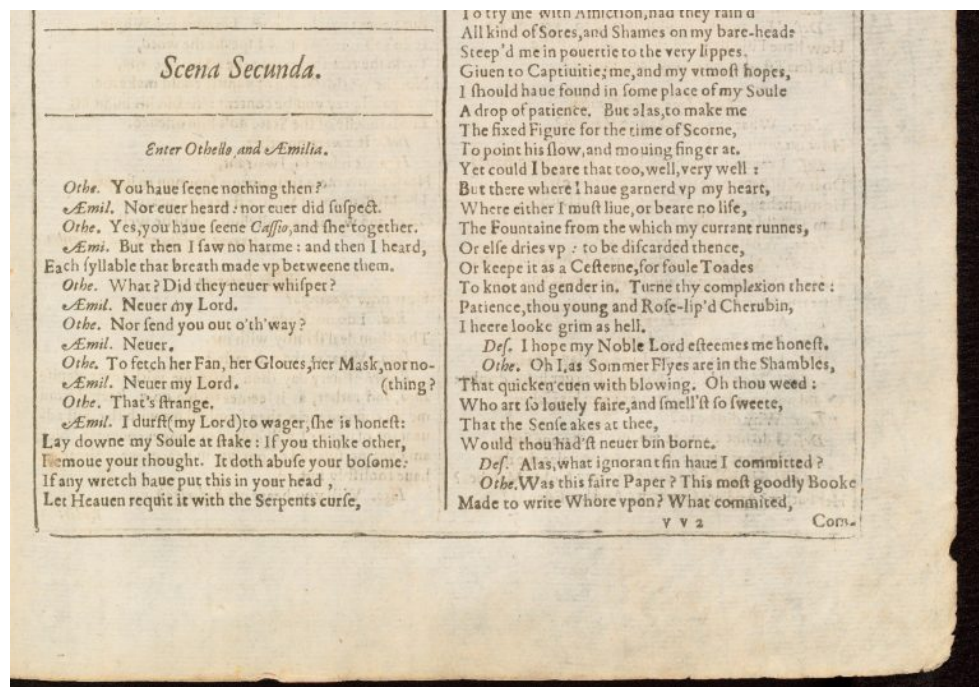 Scena Secunda.
Enter Othello, and Æmilia.
Othe. You haue ſeene nothing then?
Æmil. Nor euer heard: nor euer did ſuſpect.
Othe. Yes, you haue ſeene Caſſio, and ſhe together.
Æmi. But then I ſaw no harme: and then I heard,
Each ſyllable that breath made vp betweene them.
Othe. What? Did they neuer whiſper?
Æmil. Neuer my Lord.
Othe. Nor ſend you out o'th'way?
Æmil. Neuer.
Othe. To fetch her Fan, her Gloues, her Mask, nor no-
Æmil. Neuer my Lord. (thing?
Othe. That's ſtrange.
Æmil. I durſt (my Lord) to wager, ſhe is honeſt:
Lay downe my Soule at ſtake: If you thinke other,
Remoue your thought. It doth abuſe your boſome:
If any wretch haue put this in your head,
Let Heauen requit it with the Serpents curſe,
To try me with Affliction, had they rain'd
All kind of Sores, and Shames on my bare-head:
Steep'd me in pouertie to the very lippes.
Giuen to Captiuitie, me, and my vtmoſt hopes,
I ſhould haue found in ſome place of my Soule
A drop of patience. But alas, to make me
The fixed Figure for the time of Scorne,
To point his ſlow, and mouing finger at.
Yet could I beare that too, well, very well:
But there where I haue garnerd vp my heart,
Where either I muſt liue, or beare no life,
The Fountaine from the which my currant runnes,
Or elſe dries vp: to be diſcarded thence,
Or keepe it as a Ceſterne, for foule Toades
To knot and gender in. Turne thy complexion there:
Patience, thou young and Roſe-lip'd Cherubin,
I heere looke grim as hell.
Deſ. I hope my Noble Lord eſteemes me honeſt.
Othe. Oh I, as Sommer Flyes are in the Shambles,
That quicken euen with blowing. Oh thou weed:
Who art ſo louely faire, and ſmell'ſt ſo ſweete,
That the Senſe akes at thee,
Would thou had'ſt neuer bin borne.
Deſ. Alas, what ignorant ſin haue I committed?
Othe. Was this faire Paper? This moſt goodly Booke
Made to write Whore vpon? What commited,
v v 2 Com-